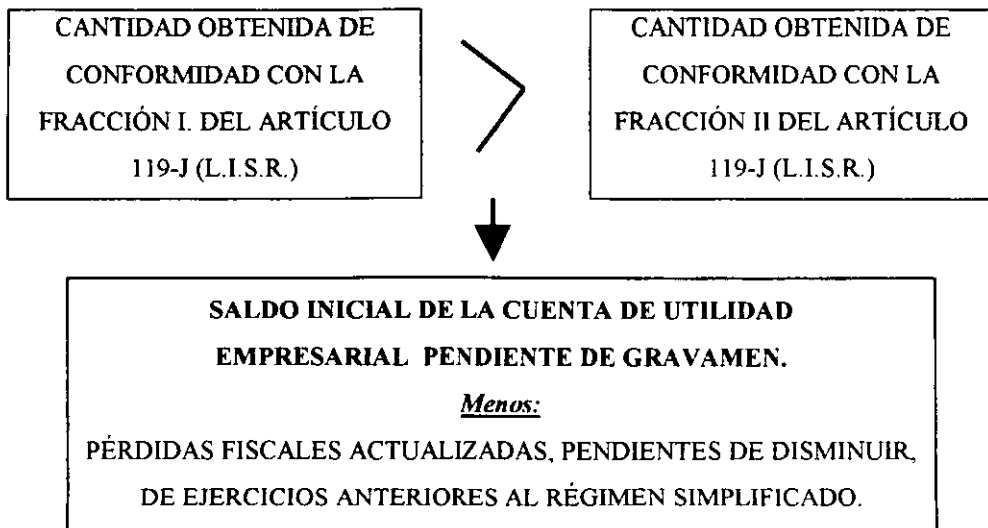 CANTIDAD OBTENIDA DE
CONFORMIDAD CON LA
FRACCIÓN I. DEL ARTÍCULO
119-J (L.I.S.R.)
CANTIDAD OBTENIDA DE
CONFORMIDAD CON LA
FRACCIÓN II DEL ARTÍCULO
119-J (L.I.S.R.)
SALDO INICIAL DE LA CUENTA DE UTILIDAD
EMPRESARIAL PENDIENTE DE GRAVAMEN.
Menos:
PÉRDIDAS FISCALES ACTUALIZADAS, PENDIENTES DE DISMINUIR,
DE EJERCICIOS ANTERIORES AL RÉGIMEN SIMPLIFICADO.